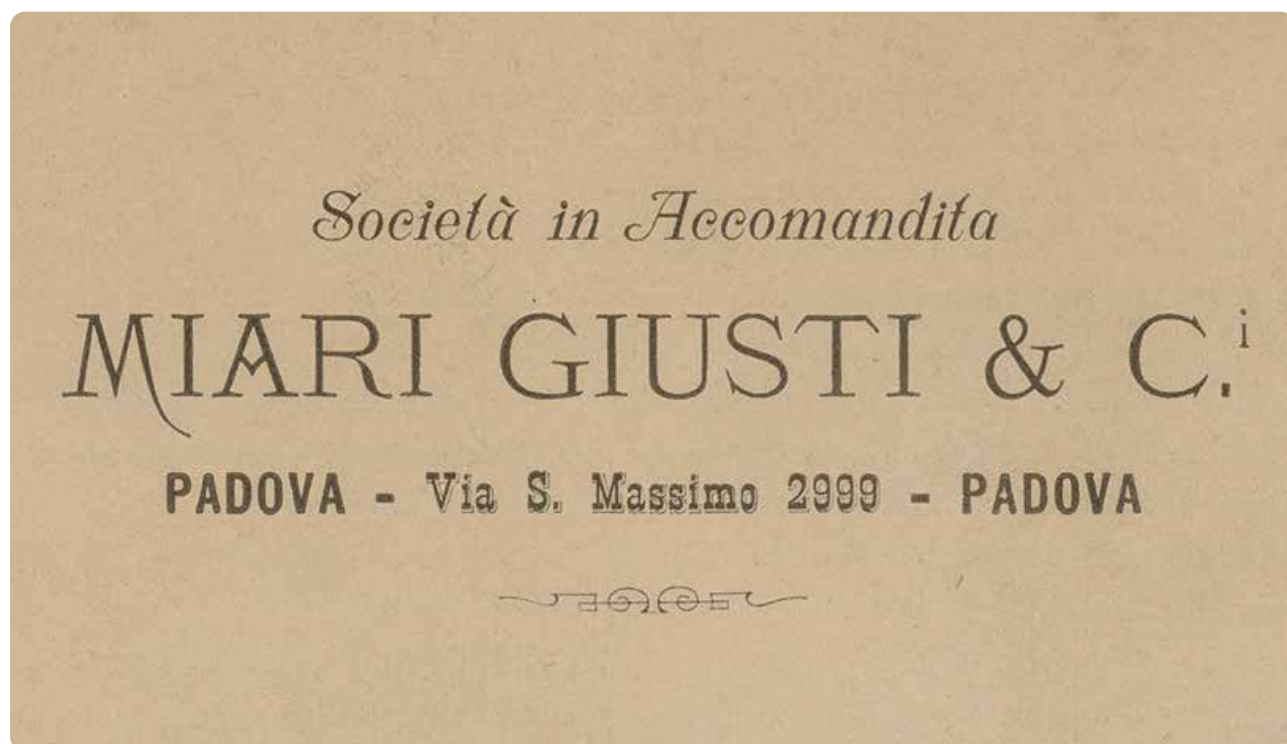 Società in Accomandita
MIARI GIUSTI & C.i
PADOVA - Via S. Massimo 2999 - PADOVA